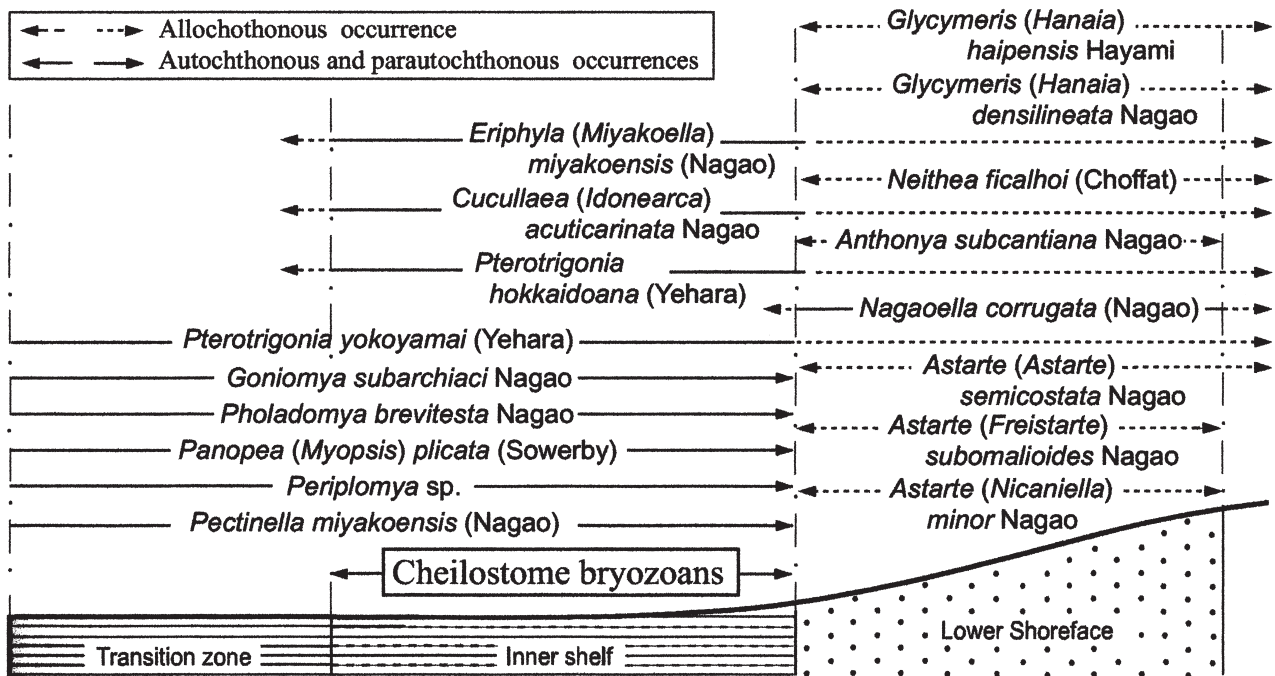 Allochothonous occurrence
Autochthonous and parautochthonous occurrences
Glycymeris (Hanaia)
haipensis Hayami
Glycymeris (Hanaia)
densilineata Nagao
Eriphyla (Miyakoella)
miyakoensis (Nagao)
Neithea ficalhoi (Choffat)
Cucullaea (Idonearca)
acuticarinata Nagao
Anthonya subcantiana Nagao
Pterotrigonia
hokkaidoana (Yehara)
Nagaoella corrugata (Nagao)
Pterotrigonia yokoyamai (Yehara)
Astarte (Astarte)
semicostata Nagao
Goniomya subarchiaci Nagao
Pholadomya brevitesta Nagao
Astarte (Freistarte)
subomalioides Nagao
Panopea (Myopsis) plicata (Sowerby)
Periplomya sp.
Astarte (Nicaniella)
minor Nagao
Pectinella miyakoensis (Nagao)
Cheilostome bryozoans
Lower Shoreface
Transition zone
Inner shelf